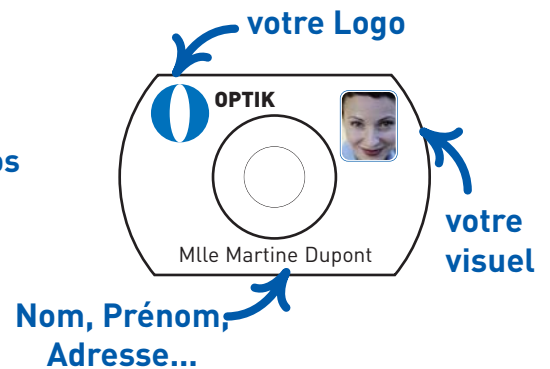 votre Logo
OPTIK
os
votre
visuel
Mlle Martine Dupont
Nom, Prénom,
Adresse...